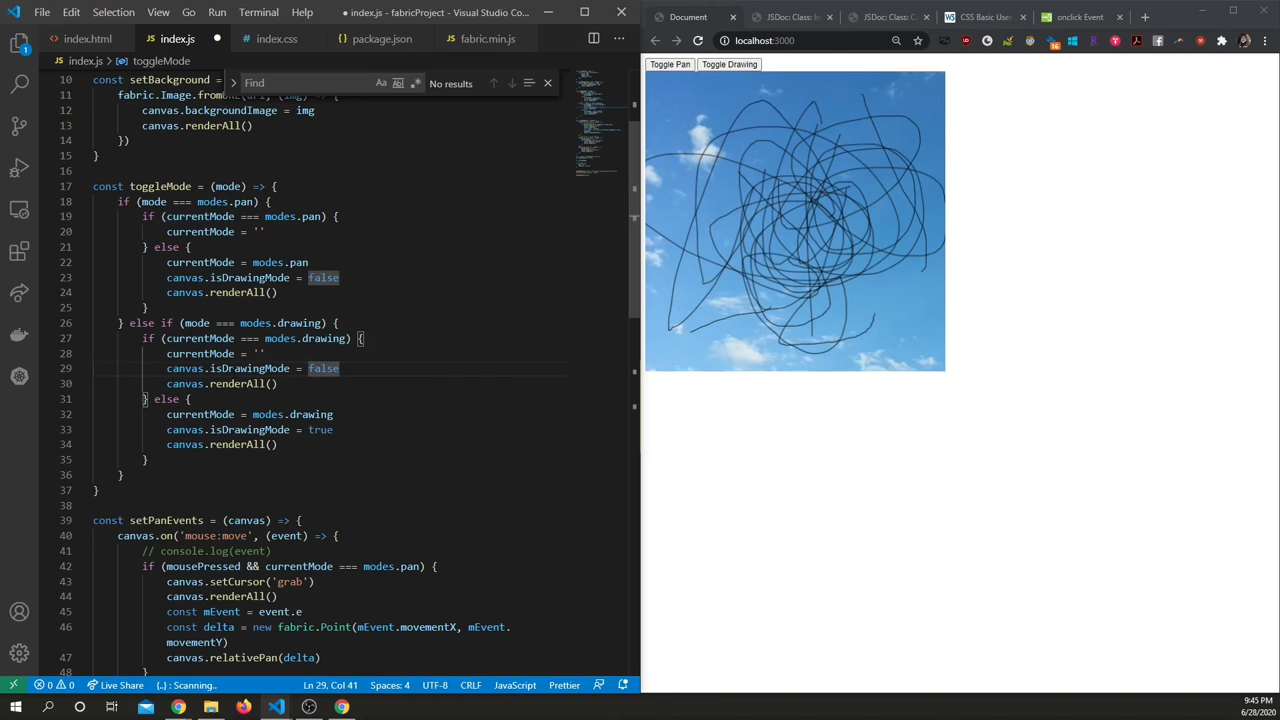 File Edit Selection View Go Run Terminal Help ● index.js - fabricProject - Visual Studio Co...
index.html index.js ● index.css package.json fabric.min.js
index.js > toggleMode
Find Aa No results
10 const setBackground =
11 fabric.Image.from
12 canvas.backgroundImage = img
13 canvas.renderAll()
14 })
15 }
16
17 const toggleMode = (mode) => {
18 if (mode === modes.pan) {
19 if (currentMode === modes.pan) {
20 currentMode = ''
21 } else {
22 currentMode = modes.pan
23 canvas.isDrawingMode = false
24 canvas.renderAll()
25 }
26 } else if (mode === modes.drawing) {
27 if (currentMode === modes.drawing) {
28 currentMode = ''
29 canvas.isDrawingMode = false
30 canvas.renderAll()
31 } else {
32 currentMode = modes.drawing
33 canvas.isDrawingMode = true
34 canvas.renderAll()
35 }
36 }
37 }
38
39 const setPanEvents = (canvas) => {
40 canvas.on('mouse:move', (event) => {
41 // console.log(event)
42 if (mousePressed && currentMode === modes.pan) {
43 canvas.setCursor('grab')
44 canvas.renderAll()
45 const mEvent = event.e
46 const delta = new fabric.Point(mEvent.movementX, mEvent.
movementY)
47 canvas.relativePan(delta)
48 }
0 0 Live Share {..} : Scanning.. Ln 29, Col 41 Spaces: 4 UTF-8 CRLF JavaScript Prettier
Document JSDoc: Class: In JSDoc: Class: C CSS Basic User onclick Event
localhost:3000
Toggle Pan Toggle Drawing
9:45 PM
6/28/2020